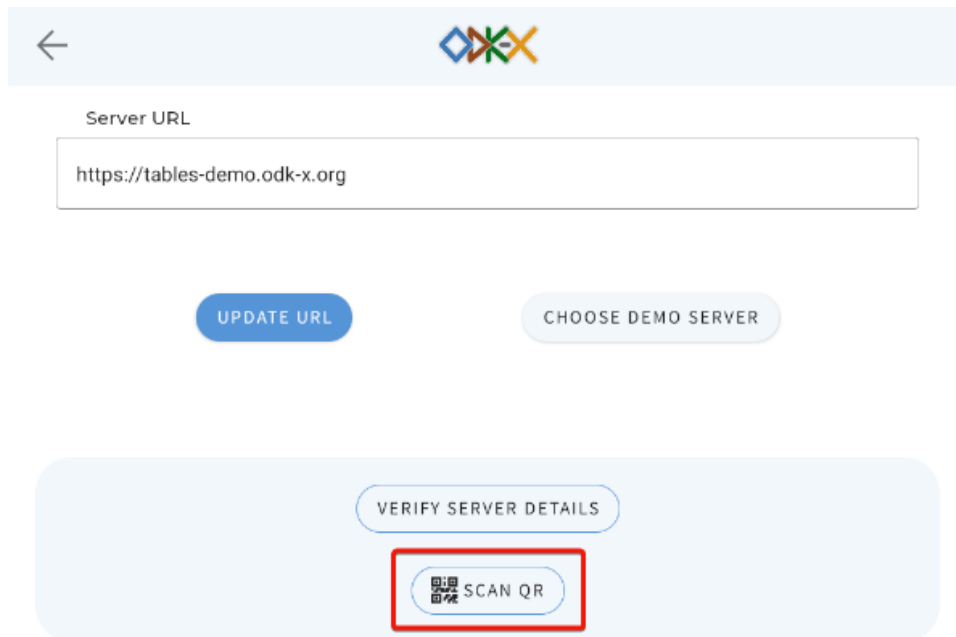 ODK-X
Server URL
https://tables-demo.odk-x.org
UPDATE URL
CHOOSE DEMO SERVER
VERIFY SERVER DETAILS
SCAN QR